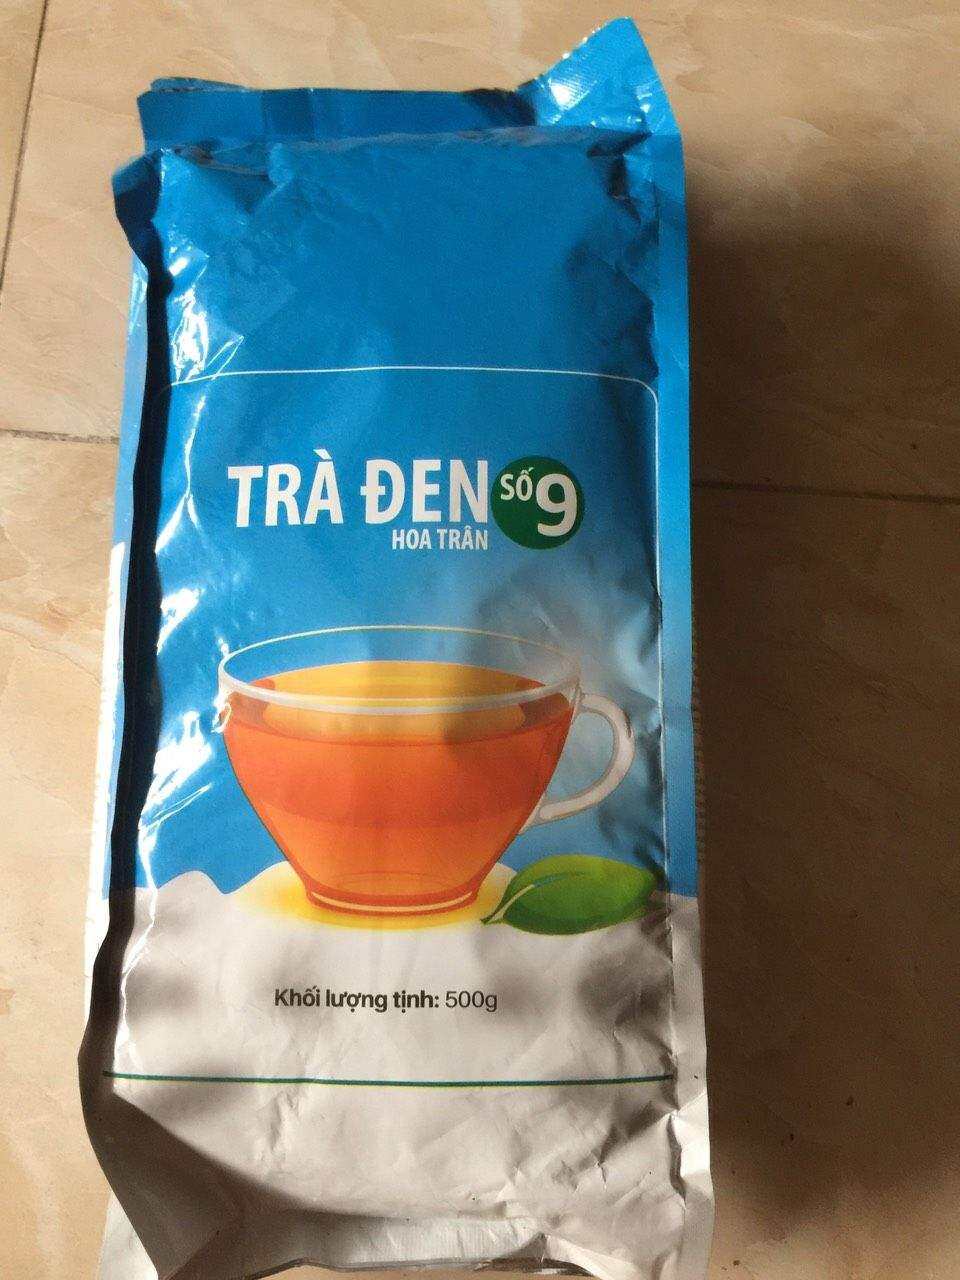 TRÀ ĐEN SỐ 9
HOA TRÂN
Khối lượng tịnh: 500g